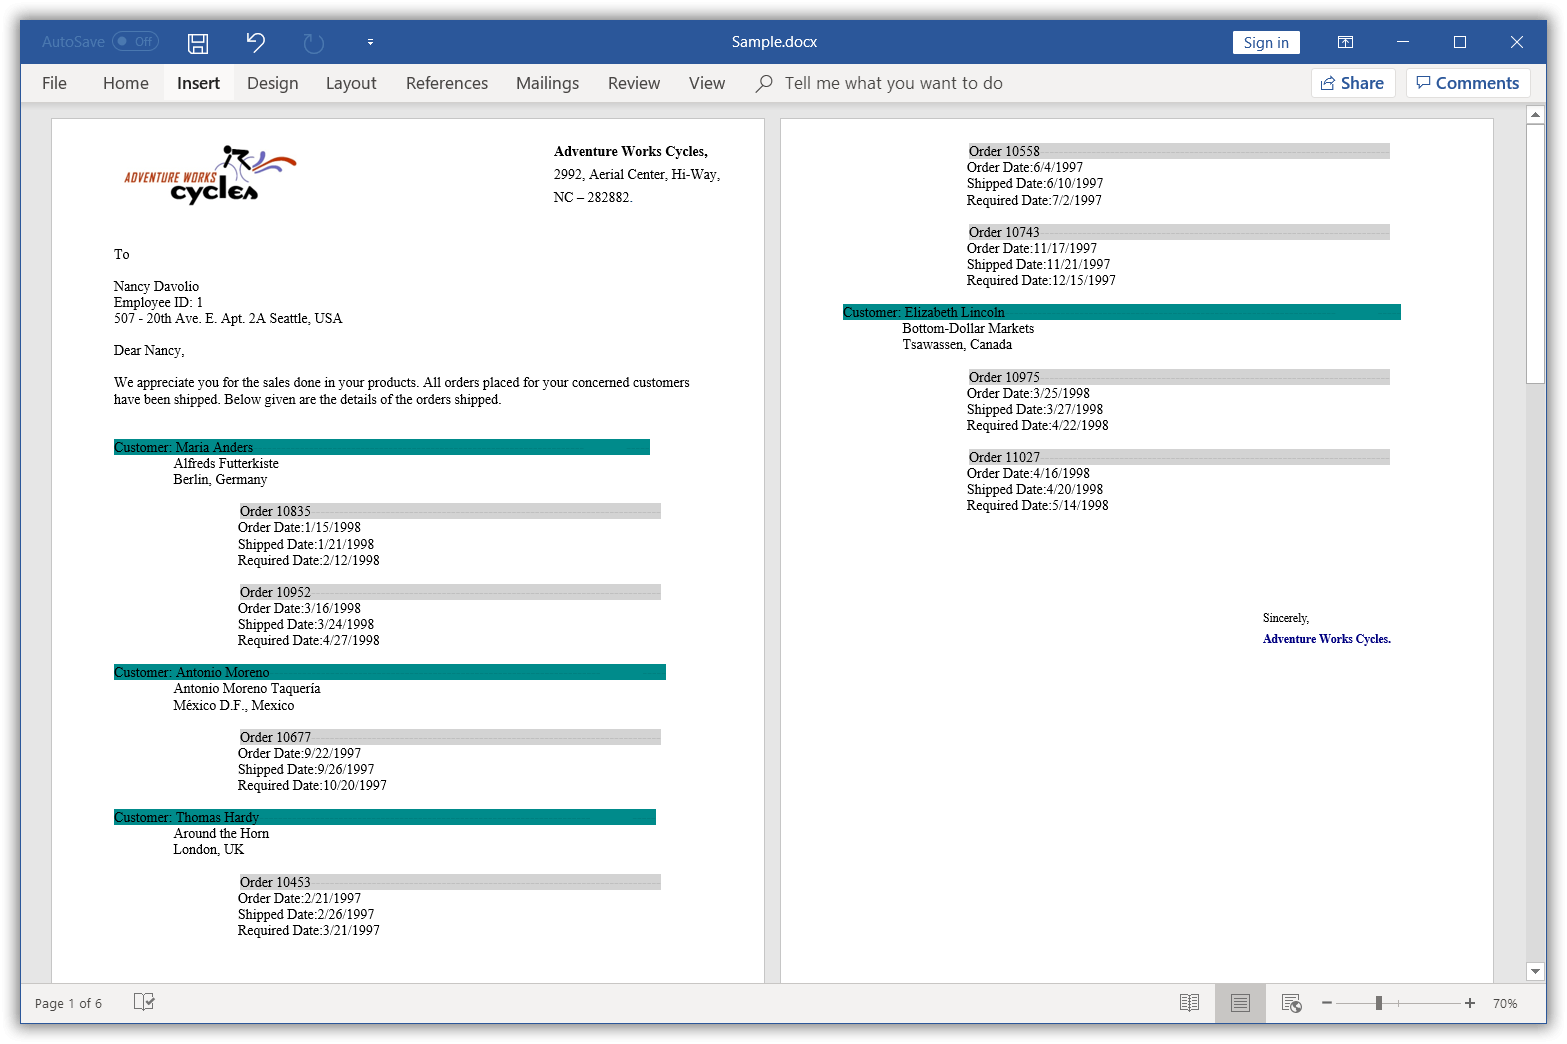 AutoSave Off
Sample.docx
Sign in
File Home Insert Design Layout References Mailings Review View Tell me what you want to do
Share Comments
ADVENTURE WORKS
cycles
Adventure Works Cycles,
2992, Aerial Center, Hi-Way,
NC – 282882.
To
Nancy Davolio
Employee ID: 1
507 - 20th Ave. E. Apt. 2A Seattle, USA
Dear Nancy,
We appreciate you for the sales done in your products. All orders placed for your concerned customers
have been shipped. Below given are the details of the orders shipped.
Customer: Maria Anders
Alfreds Futterkiste
Berlin, Germany
Order 10835
Order Date:1/15/1998
Shipped Date:1/21/1998
Required Date:2/12/1998
Order 10952
Order Date:3/16/1998
Shipped Date:3/24/1998
Required Date:4/27/1998
Customer: Antonio Moreno
Antonio Moreno Taquería
México D.F., Mexico
Order 10677
Order Date:9/22/1997
Shipped Date:9/26/1997
Required Date:10/20/1997
Customer: Thomas Hardy
Around the Horn
London, UK
Order 10453
Order Date:2/21/1997
Shipped Date:2/26/1997
Required Date:3/21/1997
Order 10558
Order Date:6/4/1997
Shipped Date:6/10/1997
Required Date:7/2/1997
Order 10743
Order Date:11/17/1997
Shipped Date:11/21/1997
Required Date:12/15/1997
Customer: Elizabeth Lincoln
Bottom-Dollar Markets
Tsawassen, Canada
Order 10975
Order Date:3/25/1998
Shipped Date:3/27/1998
Required Date:4/22/1998
Order 11027
Order Date:4/16/1998
Shipped Date:4/20/1998
Required Date:5/14/1998
Sincerely,
Adventure Works Cycles.
Page 1 of 6
70%